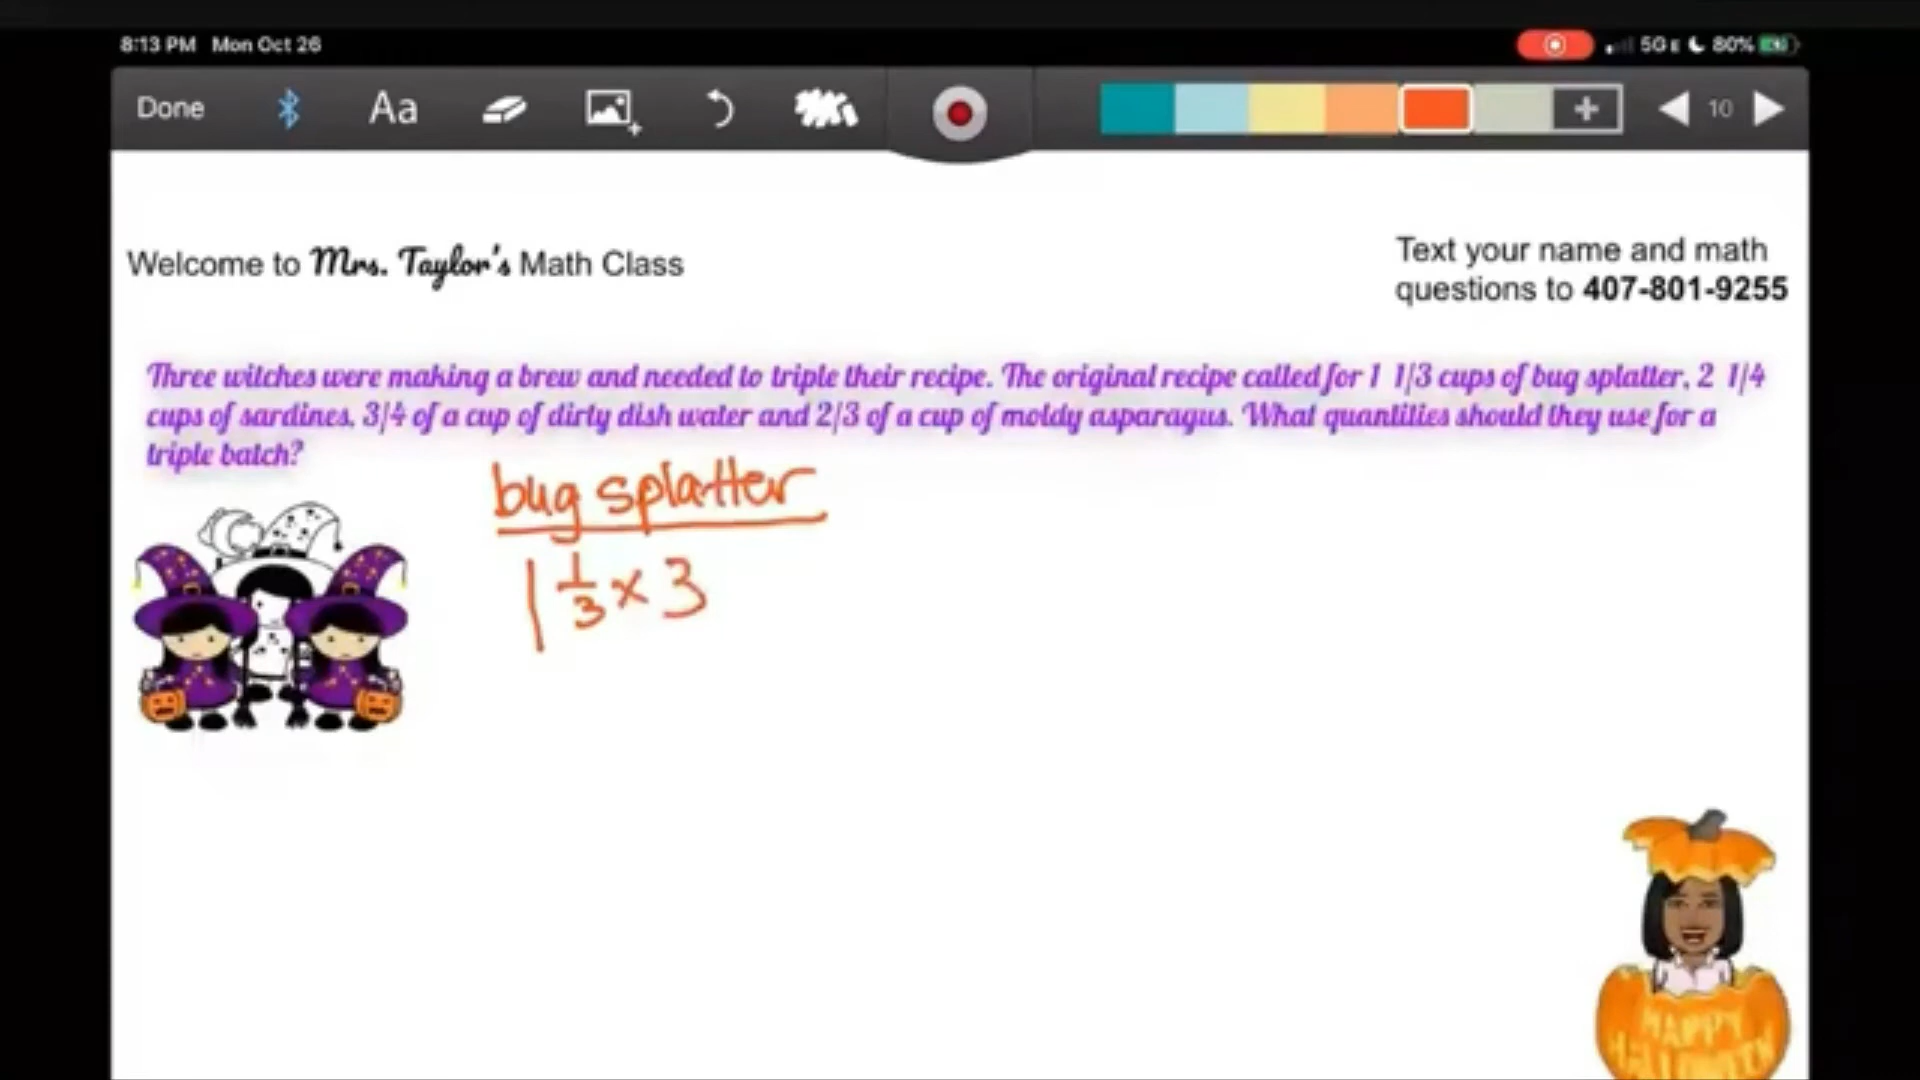 8:13 PM Mon Oct 26
5G E 80%
Done
Aa
10
Welcome to Mrs. Taylor's Math Class
Text your name and math
questions to 407-801-9255
Three witches were making a brew and needed to triple their recipe. The original recipe called for 1 1/3 cups of bug splatter, 2 1/4
cups of sardines, 3/4 of a cup of dirty dish water and 2/3 of a cup of moldy asparagus. What quantities should they use for a
triple batch?
bug splatter
1 1/3 x 3
HAPPY
HALLOWEEN